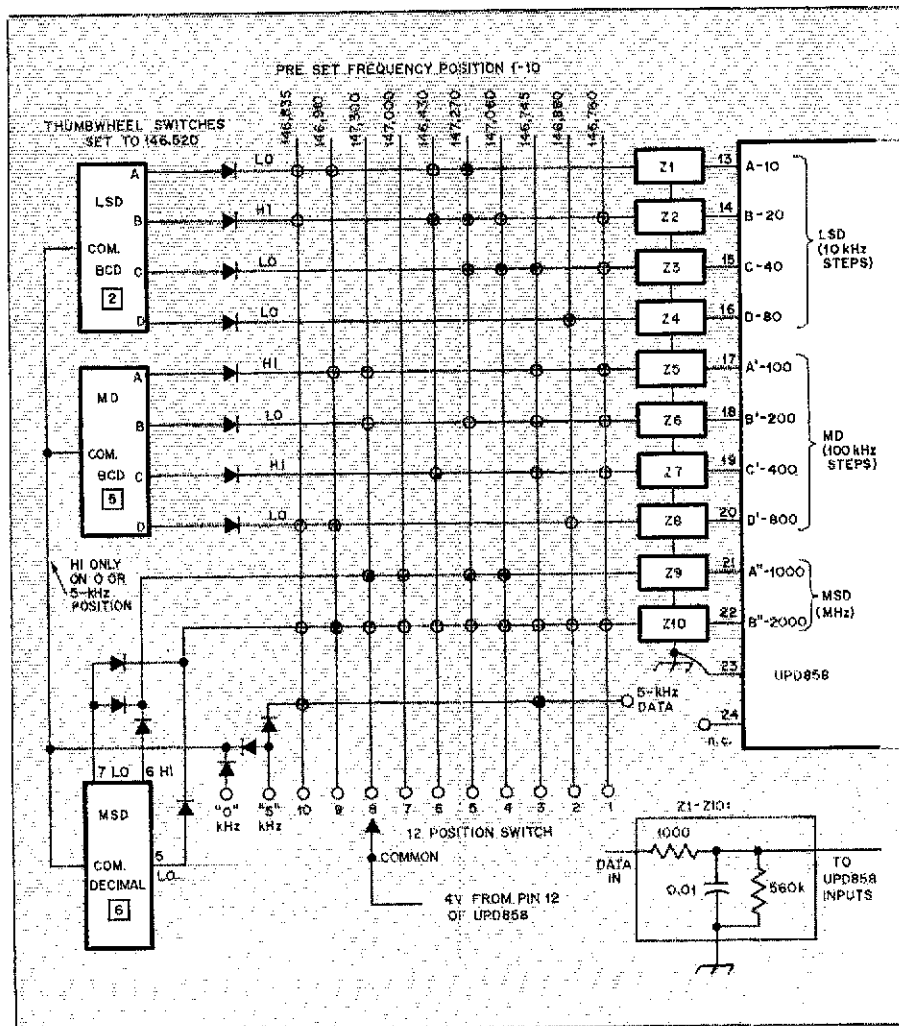 PRE SET FREQUENCY POSITION 1-10
146.835
146.910
147.300
147.000
146.430
147.270
147.060
146.745
146.880
146.760
THUMBWHEEL SWITCHES
SET TO 146.520
A
LSD
B
COM.
BCD
C
2
D
LO
HI
LO
LO
A
MD
B
COM.
BCD
C
5
D
HI
LO
HI
LO
HI ONLY
ON 0 OR
5-kHz
POSITION
Z1
Z2
Z3
Z4
Z5
Z6
Z7
Z8
Z9
Z10
13
14
15
16
17
18
19
20
21
22
23
24
n.c.
A-10
B-20
C-40
D-80
A'-100
B'-200
C'-400
D'-800
A"-1000
B"-2000
LSD
(10 kHz
STEPS)
MD
(100 kHz
STEPS)
MSD
(MHz)
UPD858
5-kHz
DATA
7 LO
6 HI
MSD
5
LO
COM.
DECIMAL
6
"0"
kHz
"5"
kHz
10
9
8
7
6
5
4
3
2
1
12 POSITION SWITCH
COMMON
4V FROM PIN 12
OF UPD858
Z1-Z10:
1000
DATA
IN
0.01
560k
TO
UPD858
INPUTS